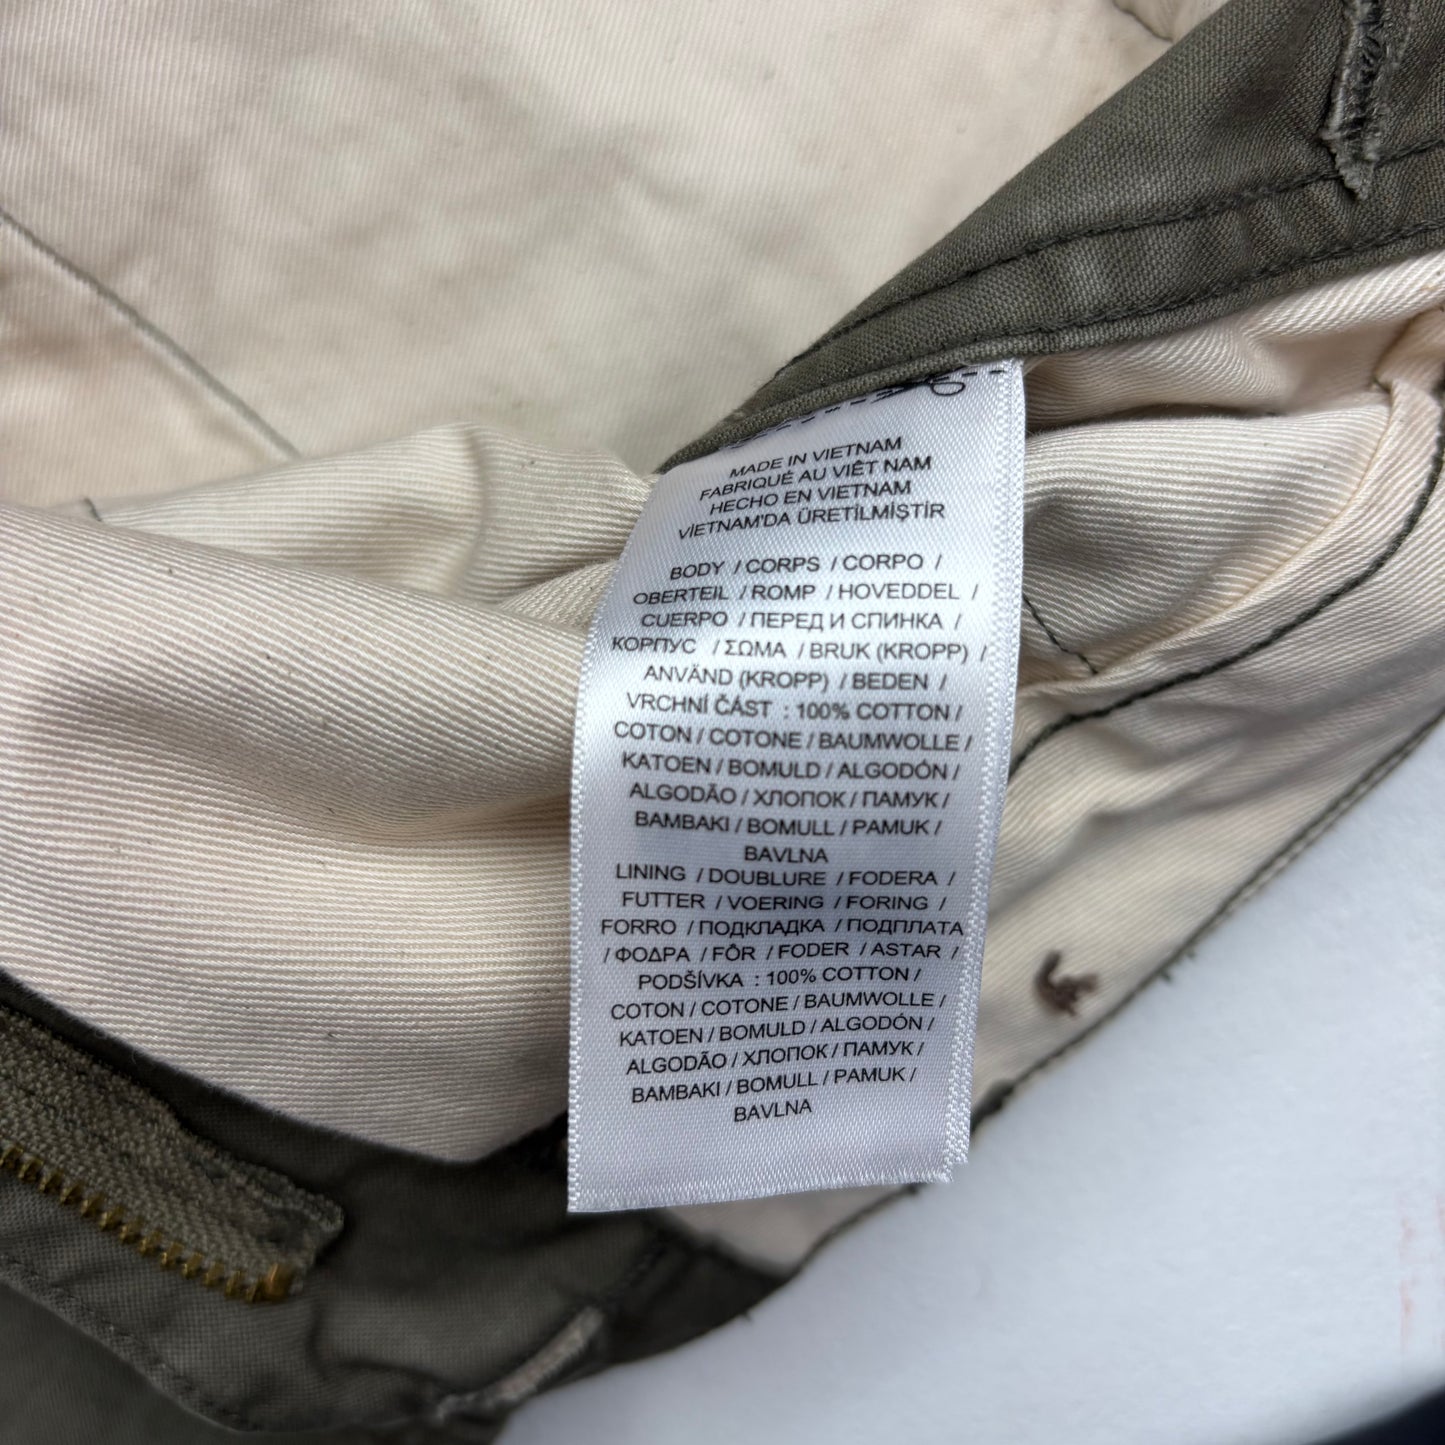 MADE IN VIETNAM
FABRIQUÉ AU VIÊT NAM
HECHO EN VIETNAM
VİETNAM'DA ÜRETİLMİŞTİR
BODY / CORPS / CORPO /
OBERTEIL / ROMP / HOVEDDEL /
CUERPO / ПЕРЕД И СПИНКА /
КОРПУС / ΣΩΜΑ / BRUK (KROPP) /
ANVÄND (KROPP) / BEDEN /
VRCHNÍ ČÁST : 100% COTTON /
COTON / COTONE / BAUMWOLLE /
KATOEN / BOMULD / ALGODÓN /
ALGODÃO / ХЛОПОК / ПАМУК /
BAMBAKI / BOMULL / PAMUK /
BAVLNA
LINING / DOUBLURE / FODERA /
FUTTER / VOERING / FORING /
FORRO / ПОДКЛАДКА / ПОДПЛАТА
/ ΦΟΔΡΑ / FÔR / FODER / ASTAR /
PODŠÍVKA : 100% COTTON /
COTON / COTONE / BAUMWOLLE /
KATOEN / BOMULD / ALGODÓN /
ALGODÃO / ХЛОПОК / ПАМУК /
BAMBAKI / BOMULL / PAMUK /
BAVLNA